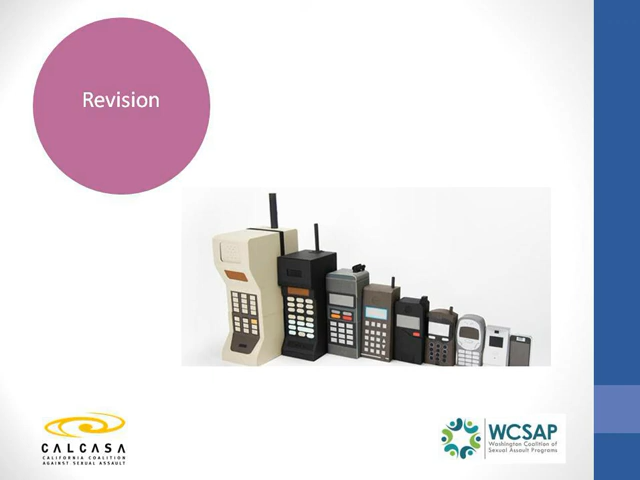 Revision
CALCASA
CALIFORNIA COALITION
AGAINST SEXUAL ASSAULT
WCSAP
Washington Coalition of
Sexual Assault Programs